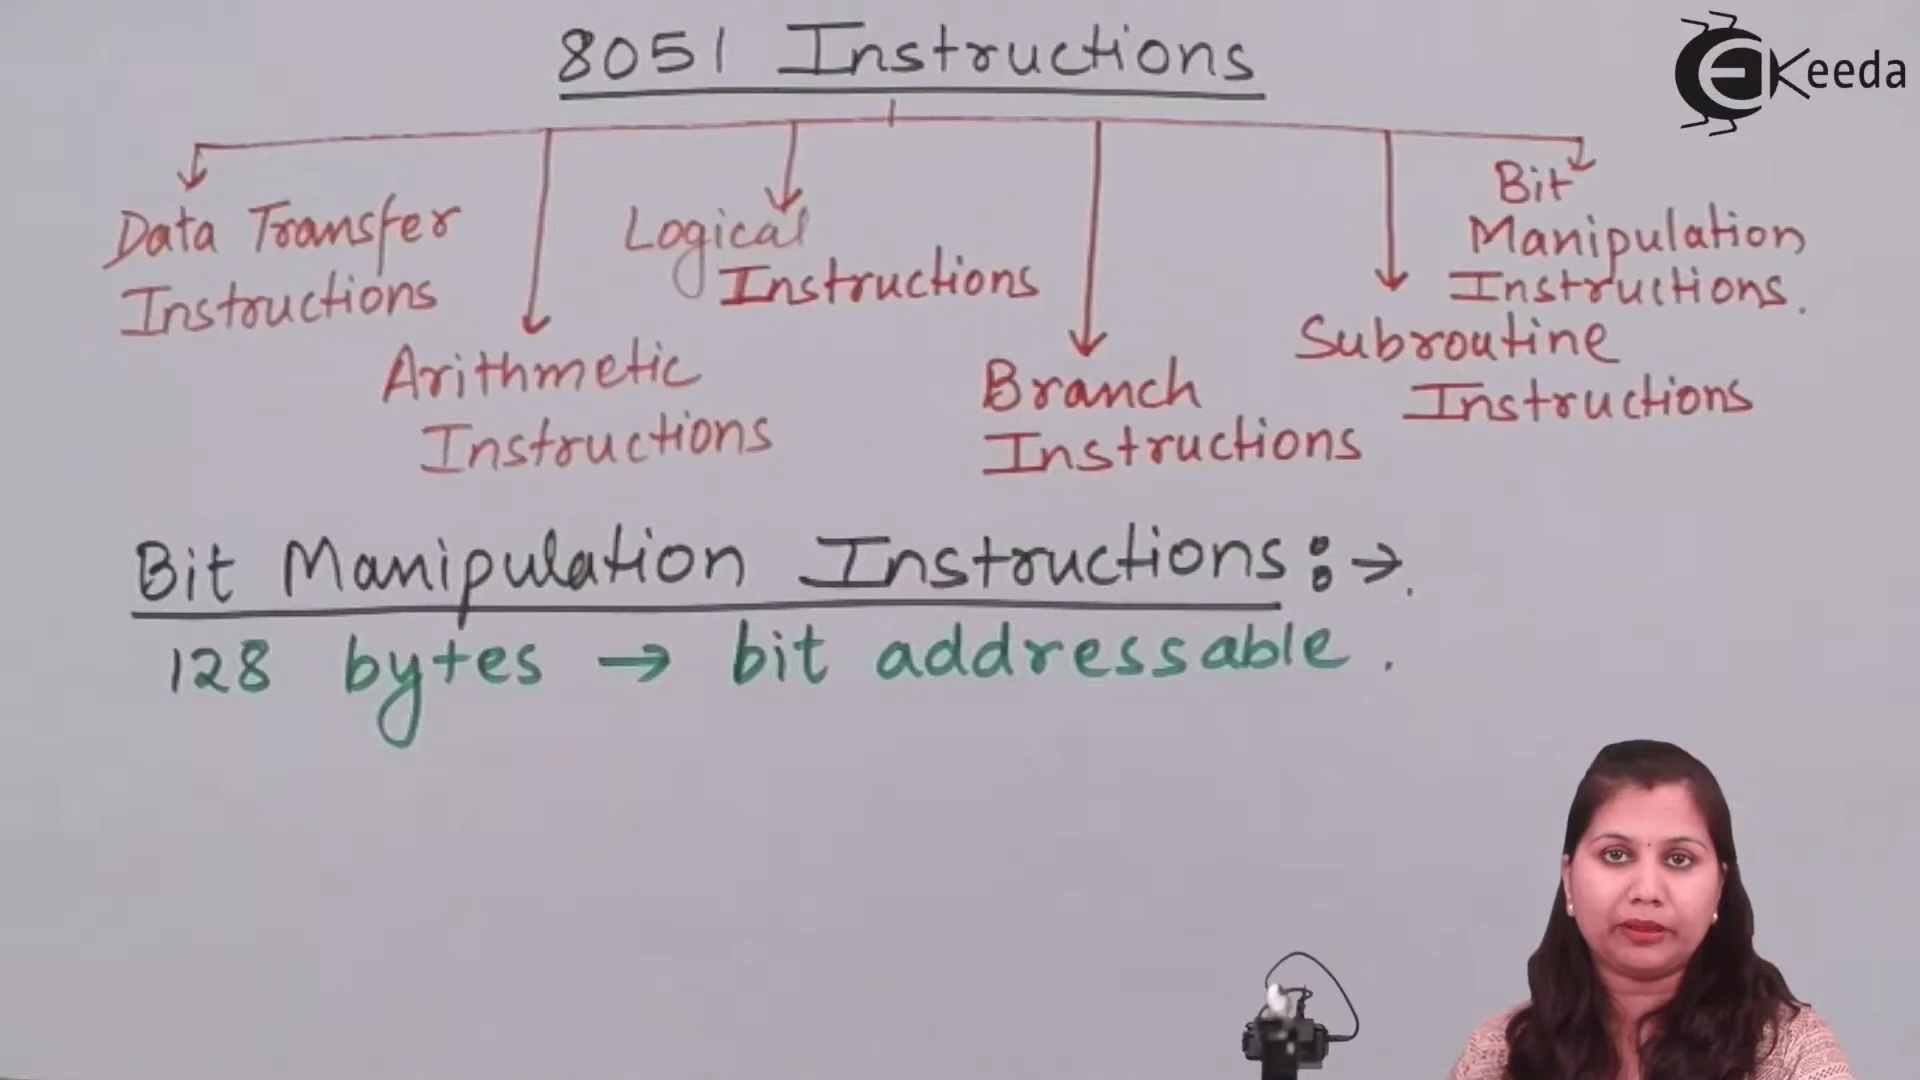 8051 Instructions
EKeeda
Data Transfer
Instructions
Arithmetic
Instructions
Logical
Instructions
Branch
Instructions
Subroutine
Instructions
Bit
Manipulation
Instructions.
Bit Manipulation Instructions :→.
128 bytes → bit addressable.